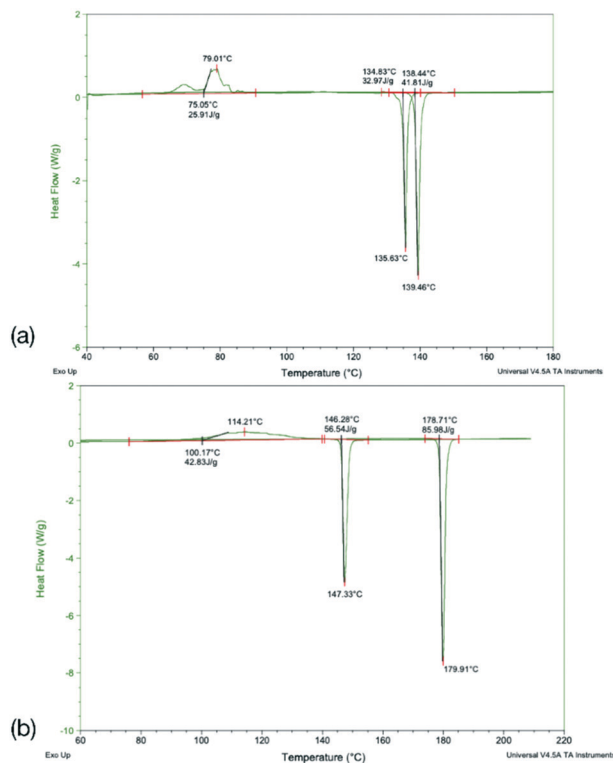 2
79.01°C
134.83°C 138.44°C
32.97J/g 41.81J/g
0
75.05°C
25.91J/g
Heat Flow (W/g)
-2
-4
135.63°C
139.46°C
(a)
-6
40 60 80 100 120 140 160 180
Exo Up Temperature (°C) Universal V4.5A TA Instruments
2
114.21°C 146.28°C 178.71°C
56.54J/g 85.98J/g
0
100.17°C
42.83J/g
-2
Heat Flow (W/g)
-4
147.33°C
-6
-8
179.91°C
(b)
-10
60 80 100 120 140 160 180 200 220
Exo Up Temperature (°C) Universal V4.5A TA Instruments